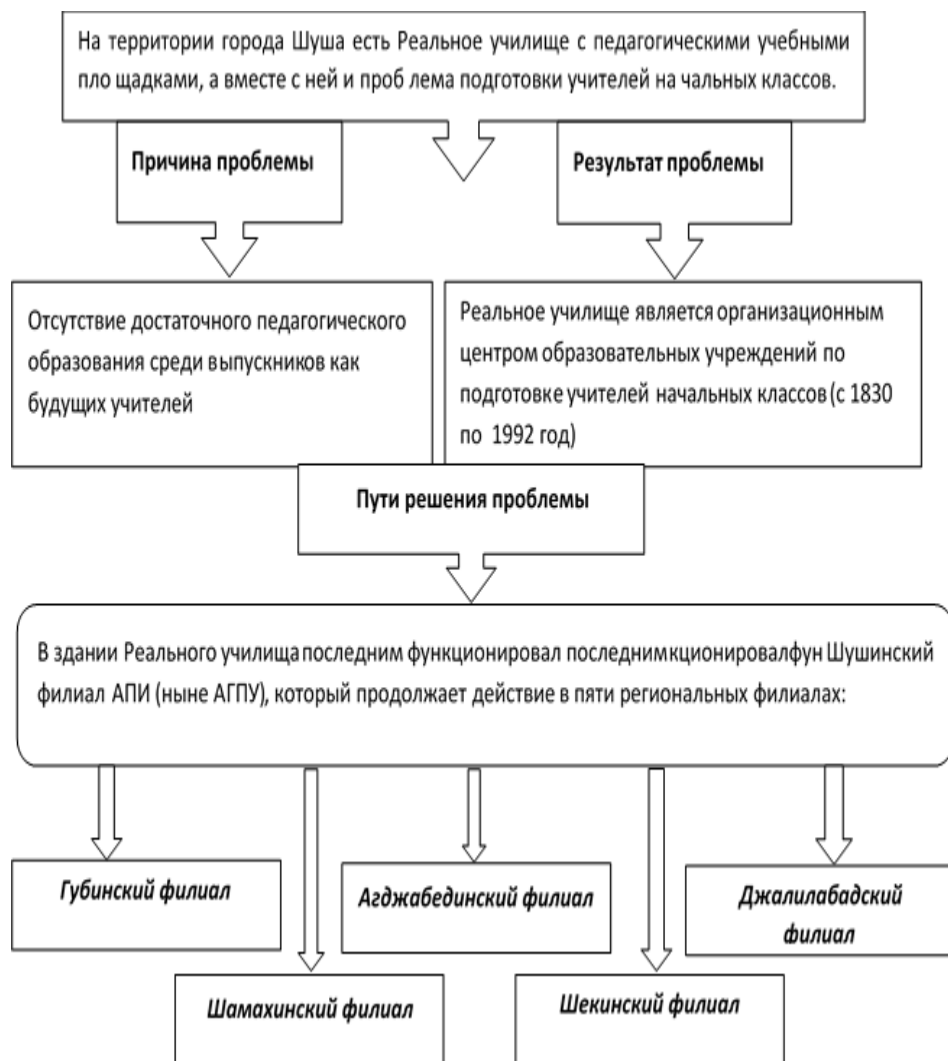 На территории города Шуша есть Реальное училище с педагогическими учебными
пло щадками, а вместе с ней и проб лема подготовки учителей на чальных классов.
Причина проблемы
Результат проблемы
Отсутствие достаточного педагогического
образования среди выпускников как
будущих учителей
Реальное училище является организационным
центром образовательных учреждений по
подготовке учителей начальных классов (с 1830
по 1992 год)
Пути решения проблемы
В здании Реального училищапоследним функционировал последнимкционировалфун Шушинский
филиал АПИ (ныне АГПУ), который продолжает действие в пяти региональных филиалах:
Губинский филиал
Агджабединский филиал
Джалилабадский
филиал
Шамахинский филиал
Шекинский филиал